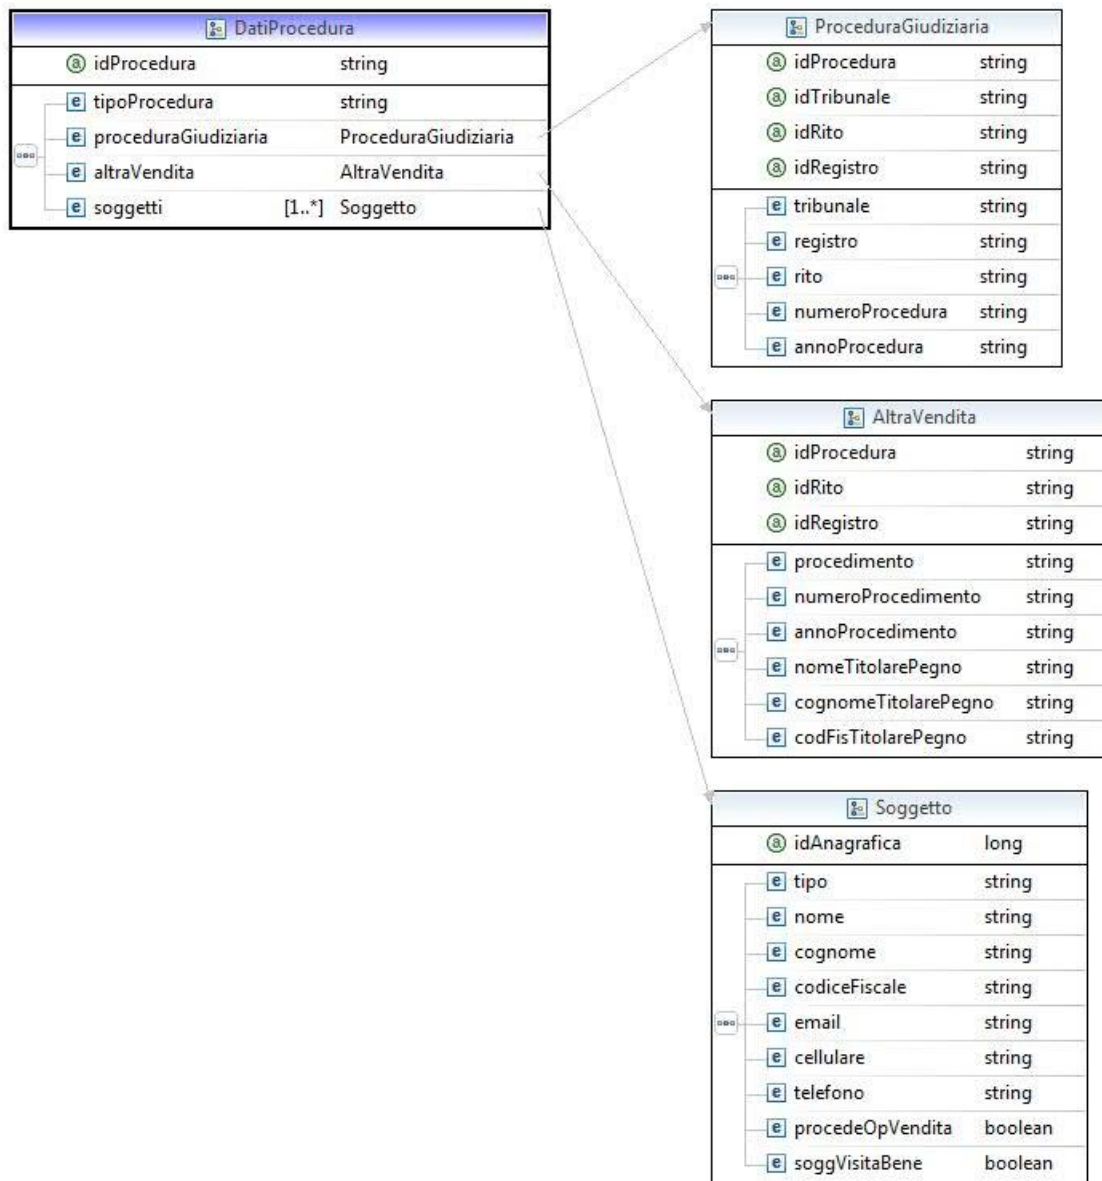 DatiProcedura
idProcedura string
tipoProcedura string
proceduraGiudiziaria ProceduraGiudiziaria
altraVendita AltraVendita
soggetti [1..*] Soggetto
ProceduraGiudiziaria
idProcedura string
idTribunale string
idRito string
idRegistro string
tribunale string
registro string
rito string
numeroProcedura string
annoProcedura string
AltraVendita
idProcedura string
idRito string
idRegistro string
procedimento string
numeroProcedimento string
annoProcedimento string
nomeTitolarePegno string
cognomeTitolarePegno string
codFisTitolarePegno string
Soggetto
idAnagrafica long
tipo string
nome string
cognome string
codiceFiscale string
email string
cellulare string
telefono string
procedeOpVendita boolean
soggVisitaBene boolean